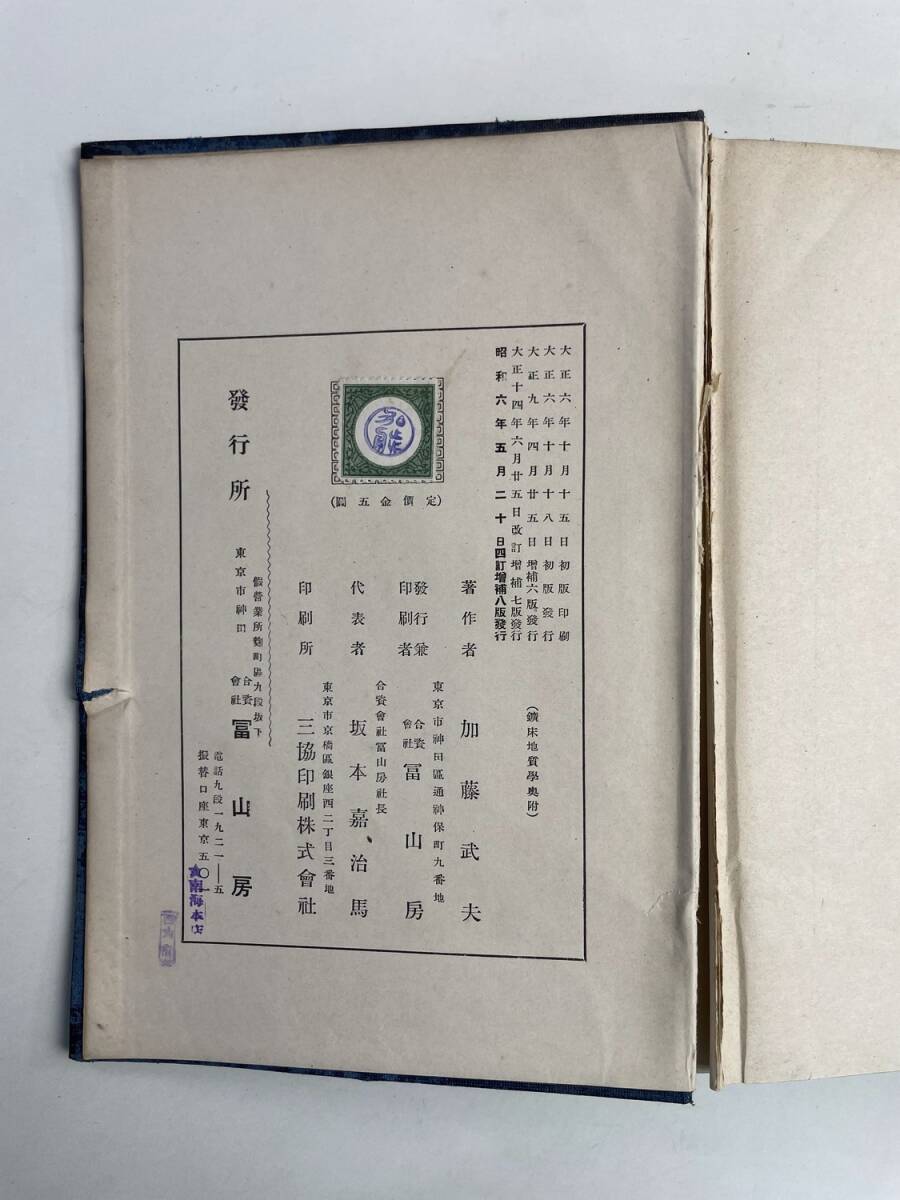 大正六年十月十五日初版印刷
大正六年十月十八日初版發行
大正九年四月廿五日增補六版發行
大正十四年六月廿五日改訂增補七版發行
昭和六年五月二十日四訂增補八版發行
(鑛床地質學奧附)
定價金五圓
著作者 加藤武夫
東京市神田區通神保町九番地
發行兼印刷者 合資會社 冨山房
合資會社冨山房社長
代表者 坂本嘉治馬
東京市京橋區銀座西二丁目三番地
印刷所 三協印刷株式會社
假營業所麴町區九段坂下
發行所 東京市神田 合資會社 冨山房
電話九段一九二一—五
振替口座東京五〇一
南海本店